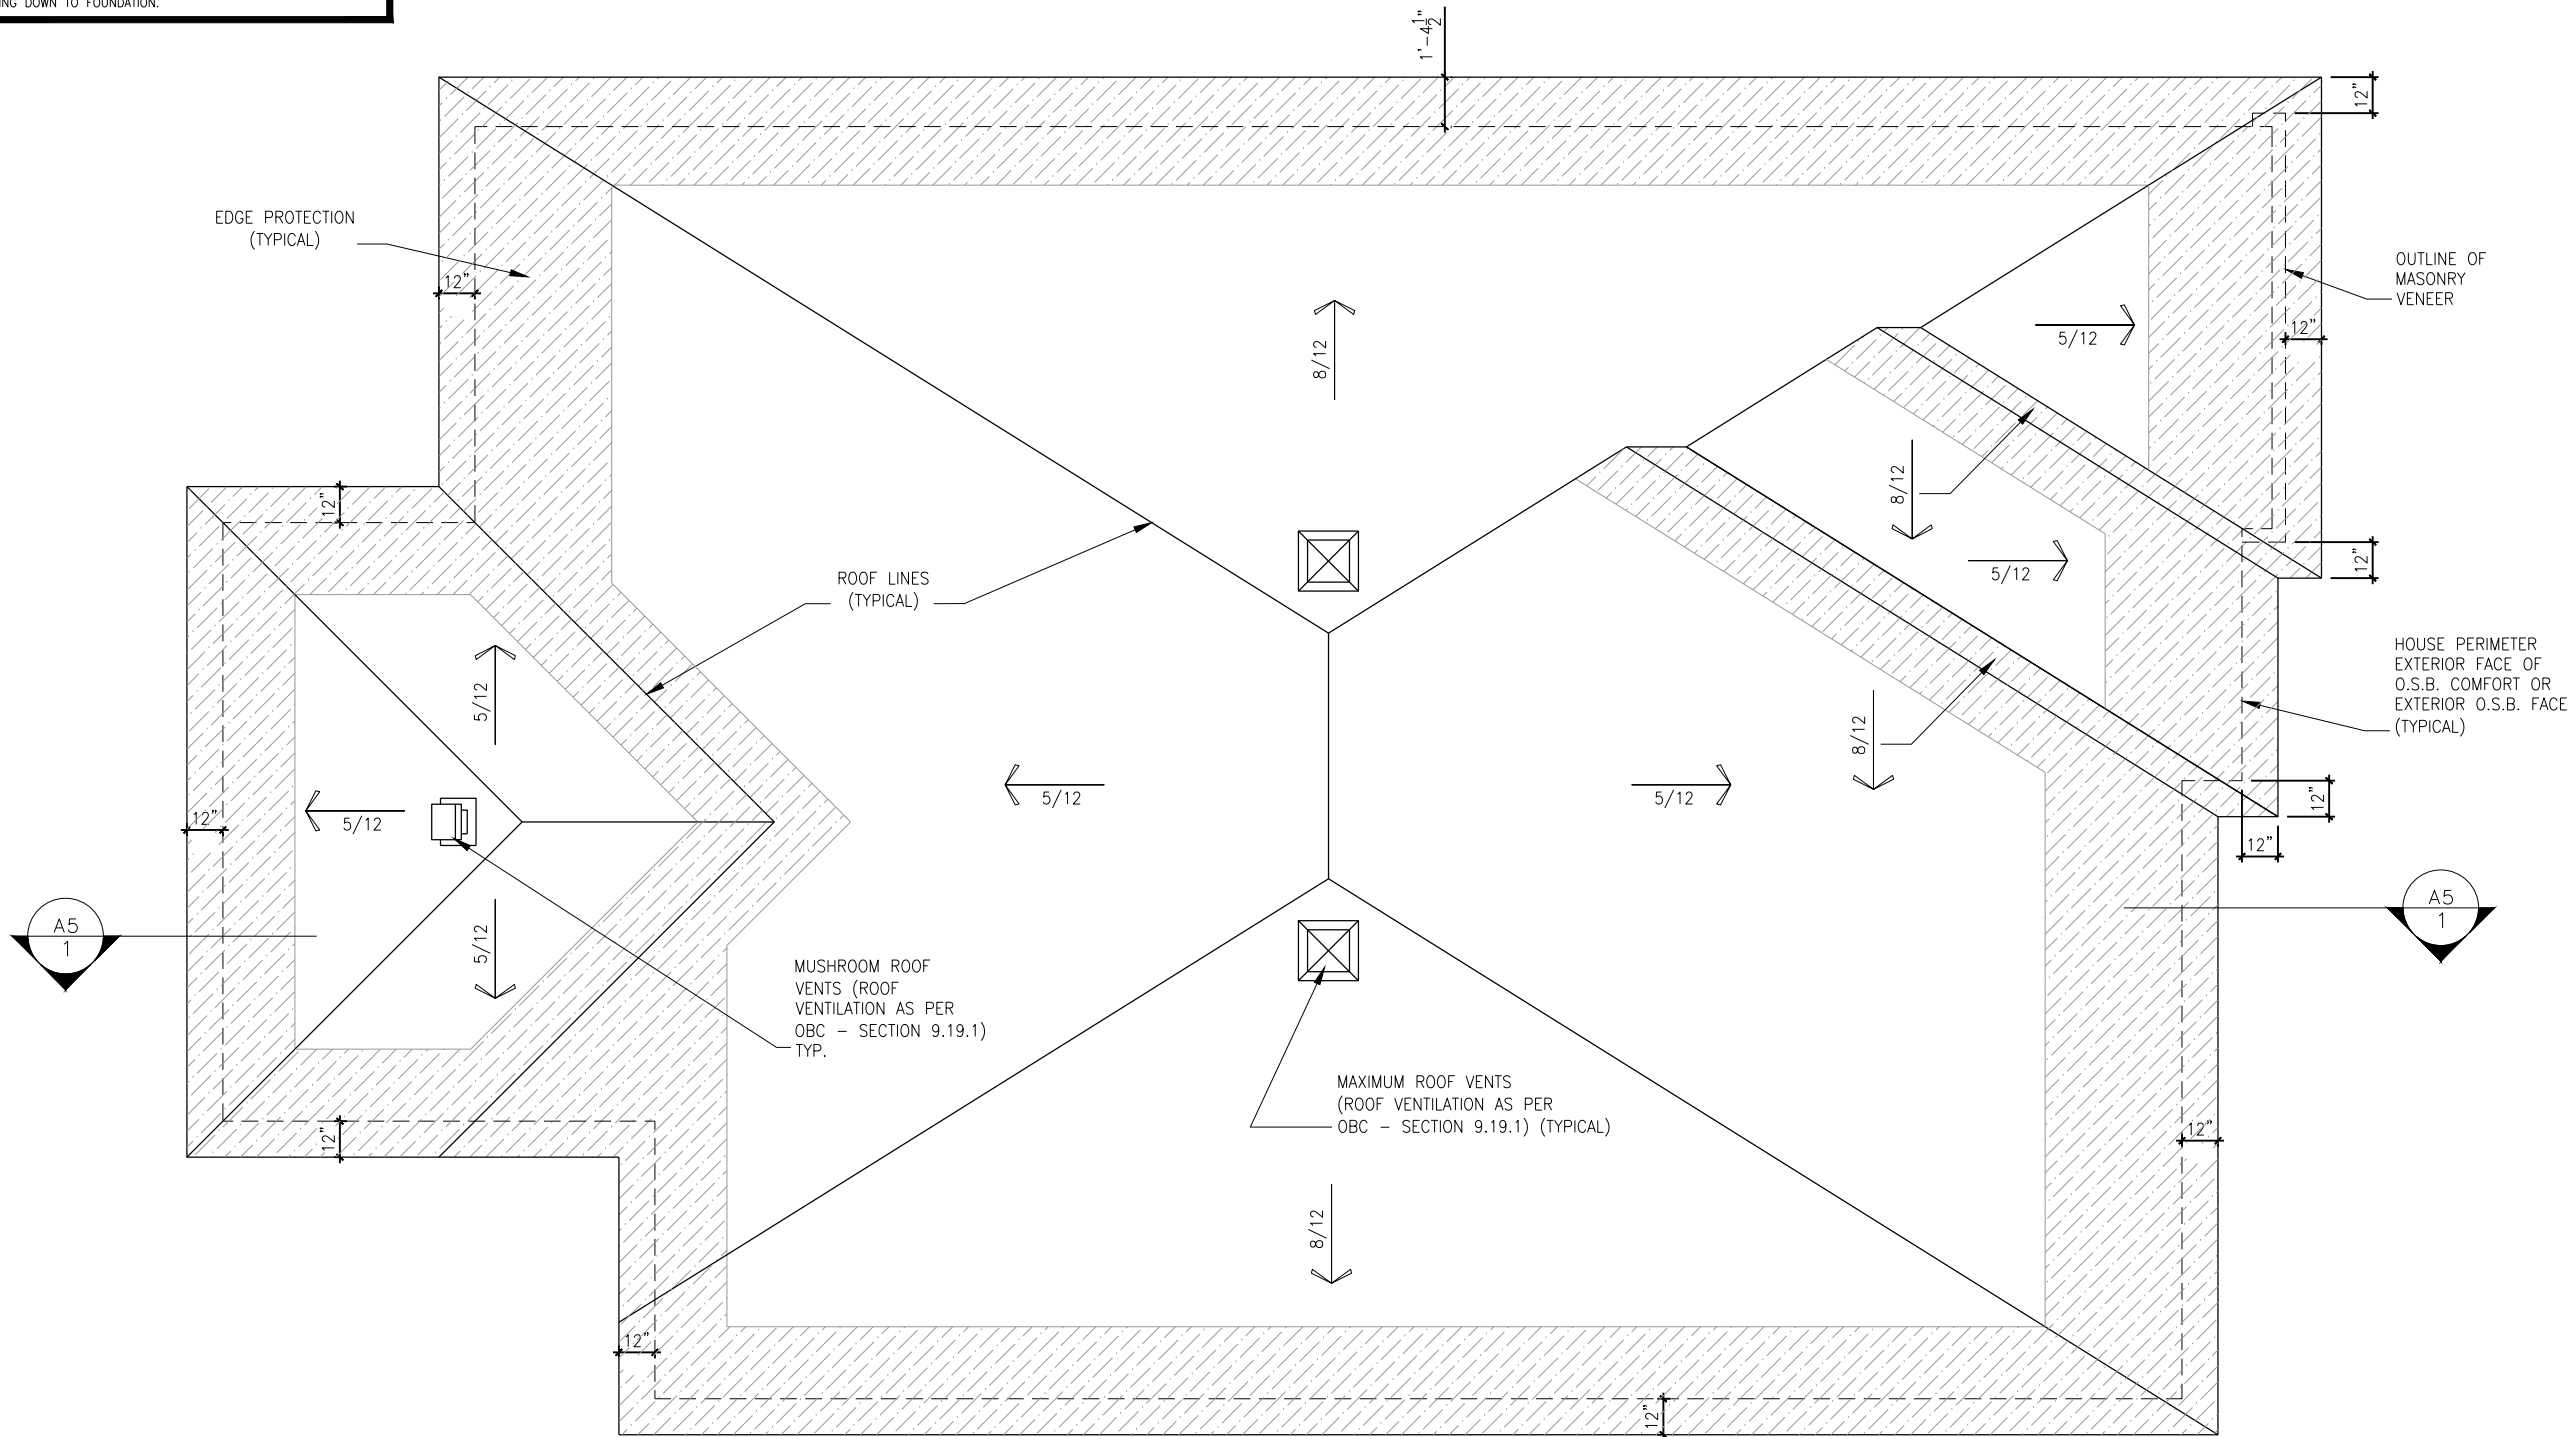 ING DOWN TO FOUNDATION.
1'-4 1/2"
12"
EDGE PROTECTION
(TYPICAL)
12"
OUTLINE OF
MASONRY
VENEER
12"
5/12
8/12
8/12
12"
5/12
12"
ROOF LINES
(TYPICAL)
HOUSE PERIMETER
EXTERIOR FACE OF
O.S.B. COMFORT OR
EXTERIOR O.S.B. FACE
(TYPICAL)
5/12
8/12
5/12
5/12
12"
12"
5/12
12"
A5
1
A5
1
5/12
MUSHROOM ROOF
VENTS (ROOF
VENTILATION AS PER
OBC - SECTION 9.19.1)
TYP.
MAXIMUM ROOF VENTS
(ROOF VENTILATION AS PER
OBC - SECTION 9.19.1) (TYPICAL)
12"
12"
8/12
12"
12"